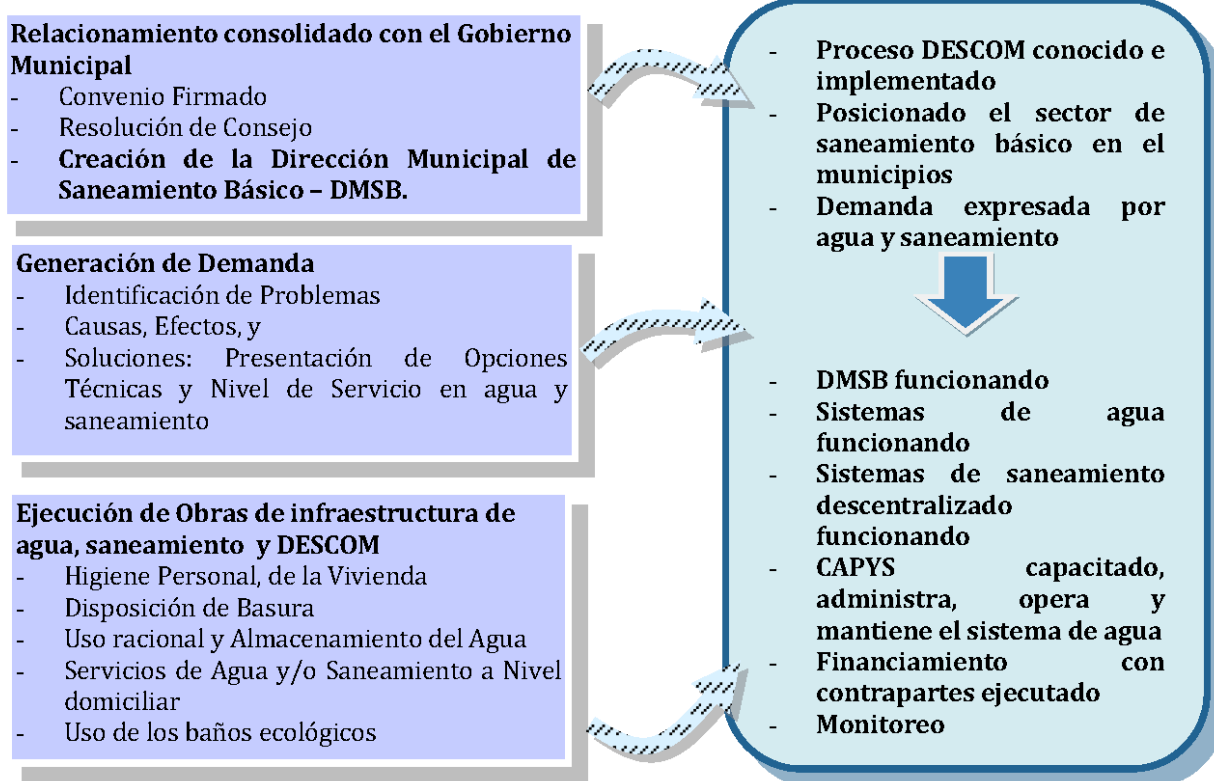 Relacionamiento consolidado con el Gobierno
Municipal
- Convenio Firmado
- Resolución de Consejo
- Creación de la Dirección Municipal de
Saneamiento Básico – DMSB.
Generación de Demanda
- Identificación de Problemas
- Causas, Efectos, y
- Soluciones: Presentación de Opciones
Técnicas y Nivel de Servicio en agua y
saneamiento
Ejecución de Obras de infraestructura de
agua, saneamiento y DESCOM
- Higiene Personal, de la Vivienda
- Disposición de Basura
- Uso racional y Almacenamiento del Agua
- Servicios de Agua y/o Saneamiento a Nivel
domiciliar
- Uso de los baños ecológicos
- Proceso DESCOM conocido e
implementado
- Posicionado el sector de
saneamiento básico en el
municipios
- Demanda expresada por
agua y saneamiento
- DMSB funcionando
- Sistemas de agua
funcionando
- Sistemas de saneamiento
descentralizado
funcionando
- CAPYS capacitado,
administra, opera y
mantiene el sistema de agua
- Financiamiento con
contrapartes ejecutado
- Monitoreo